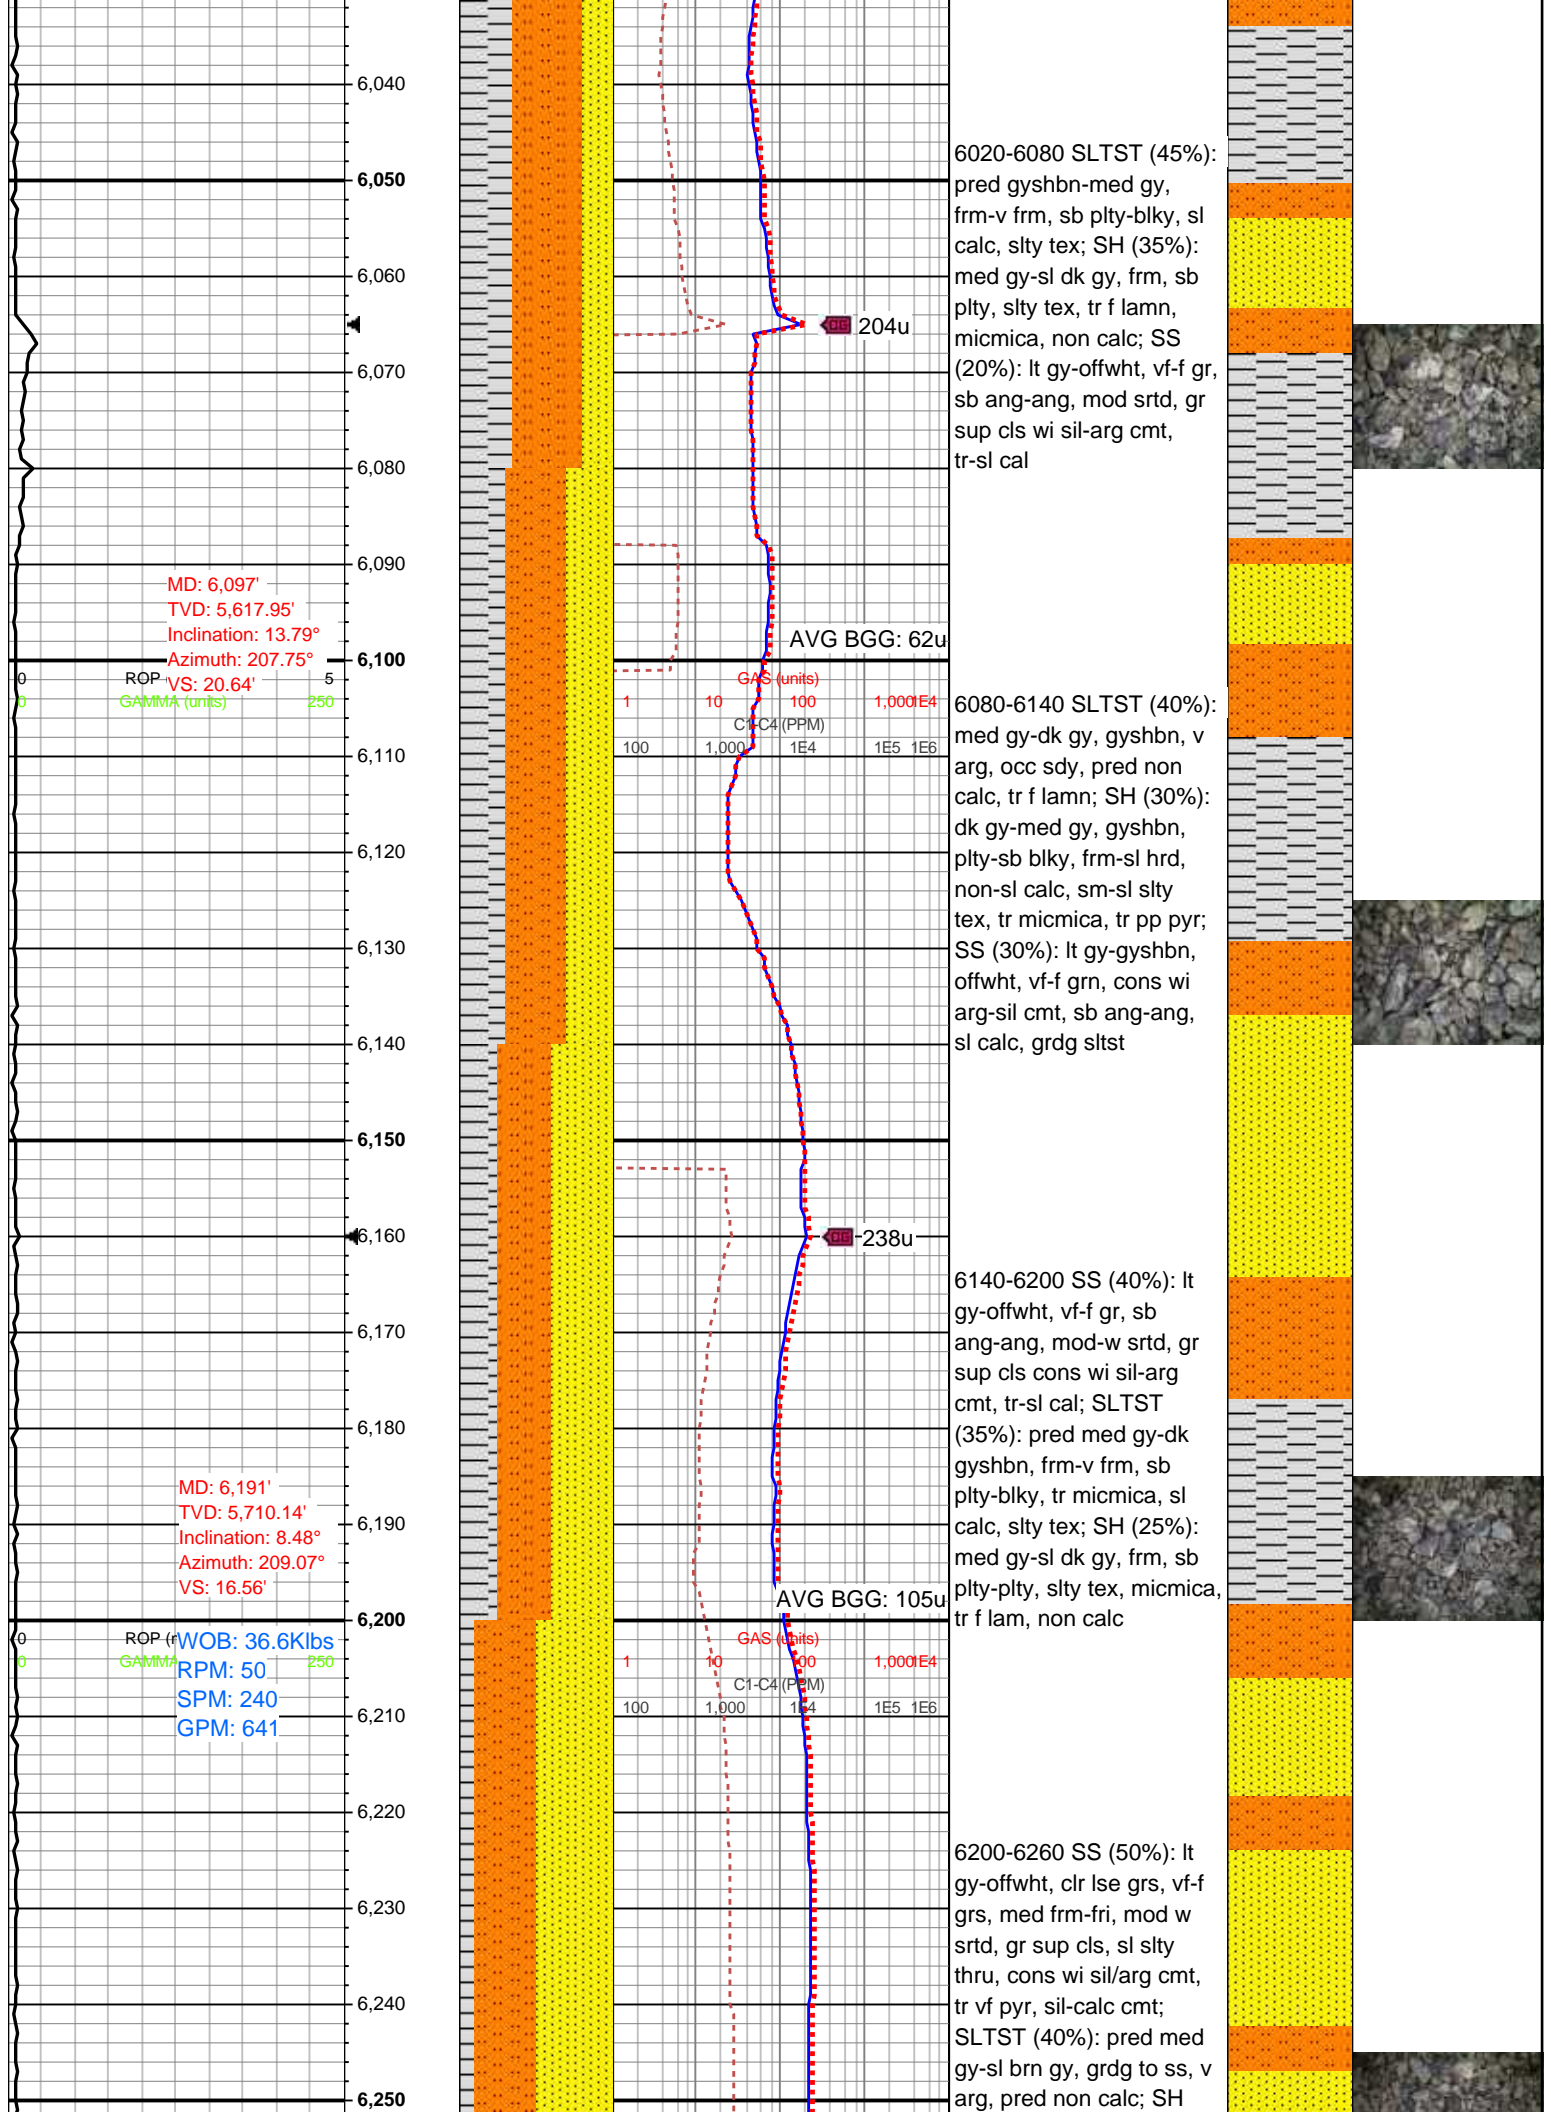 6,040
6,050
6,060
6,070
6,080
6,090
6,100
6,110
6,120
6,130
6,140
6,150
6,160
6,170
6,180
6,190
6,200
6,210
6,220
6,230
6,240
6,250
MD: 6,097'
TVD: 5,617.95'
Inclination: 13.79°
Azimuth: 207.75°
VS: 20.64'
0 ROP 5
0 GAMMA (units) 250
MD: 6,191'
TVD: 5,710.14'
Inclination: 8.48°
Azimuth: 209.07°
VS: 16.56'
0 ROP (
0 GAMMA 250
WOB: 36.6Klbs
RPM: 50
SPM: 240
GPM: 641
204u
AVG BGG: 62u
GAS (units)
1 10 100 1,000 1E4
C1-C4 (PPM)
100 1,000 1E4 1E5 1E6
238u
AVG BGG: 105u
GAS (units)
1 10 100 1,000 1E4
C1-C4 (PPM)
100 1,000 1E4 1E5 1E6
6020-6080 SLTST (45%):
pred gyshbn-med gy,
frm-v frm, sb plty-blky, sl
calc, slty tex; SH (35%):
med gy-sl dk gy, frm, sb
plty, slty tex, tr f lamn,
micmica, non calc; SS
(20%): lt gy-offwht, vf-f gr,
sb ang-ang, mod srtd, gr
sup cls wi sil-arg cmt,
tr-sl cal
6080-6140 SLTST (40%):
med gy-dk gy, gyshbn, v
arg, occ sdy, pred non
calc, tr f lamn; SH (30%):
dk gy-med gy, gyshbn,
plty-sb blky, frm-sl hrd,
non-sl calc, sm-sl slty
tex, tr micmica, tr pp pyr;
SS (30%): lt gy-gyshbn,
offwht, vf-f grn, cons wi
arg-sil cmt, sb ang-ang,
sl calc, grdg sltst
6140-6200 SS (40%): lt
gy-offwht, vf-f gr, sb
ang-ang, mod-w srtd, gr
sup cls cons wi sil-arg
cmt, tr-sl cal; SLTST
(35%): pred med gy-dk
gyshbn, frm-v frm, sb
plty-blky, tr micmica, sl
calc, slty tex; SH (25%):
med gy-sl dk gy, frm, sb
plty-plty, slty tex, micmica,
tr f lam, non calc
6200-6260 SS (50%): lt
gy-offwht, clr lse grs, vf-f
grs, med frm-fri, mod w
srtd, gr sup cls, sl slty
thru, cons wi sil/arg cmt,
tr vf pyr, sil-calc cmt;
SLTST (40%): pred med
gy-sl brn gy, grdg to ss, v
arg, pred non calc; SH